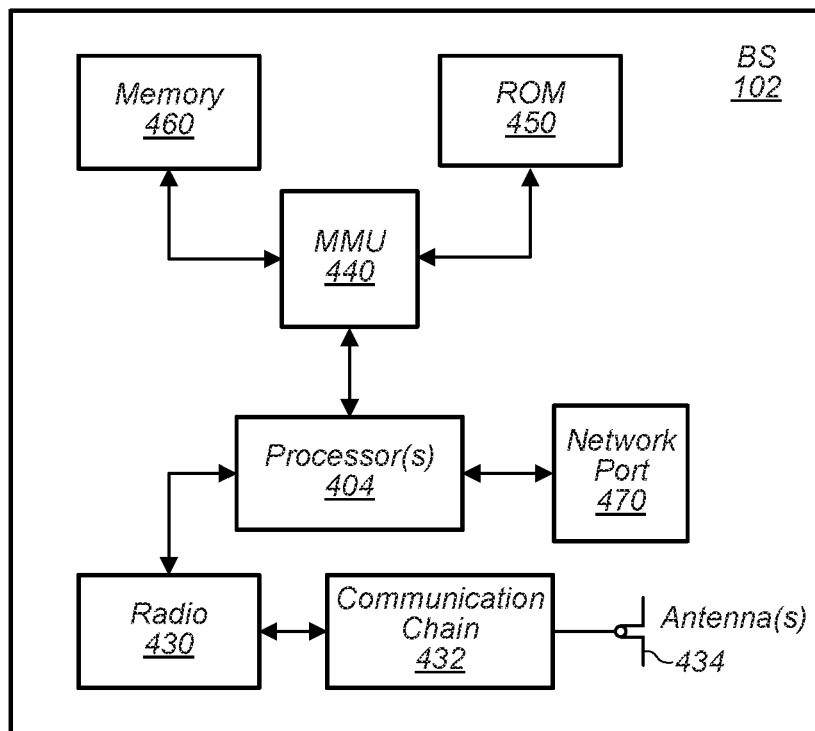 BS
102
Memory
460
ROM
450
MMU
440
Processor(s)
404
Network
Port
470
Radio
430
Communication
Chain
432
Antenna(s)
434